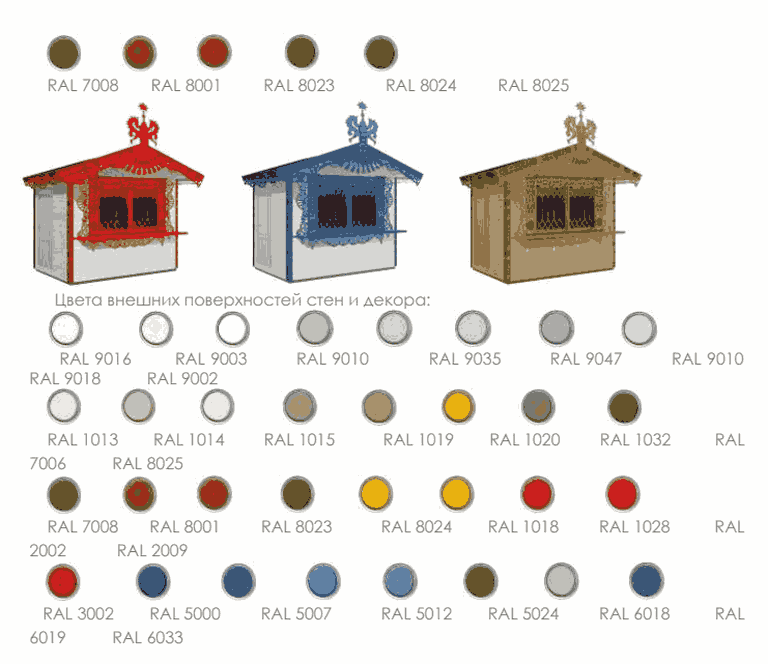 RAL 7008 RAL 8001 RAL 8023 RAL 8024 RAL 8025
Цвета внешних поверхностей стен и декора:
RAL 9016 RAL 9003 RAL 9010 RAL 9035 RAL 9047 RAL 9010
RAL 9018 RAL 9002
RAL 1013 RAL 1014 RAL 1015 RAL 1019 RAL 1020 RAL 1032 RAL
7006 RAL 8025
RAL 7008 RAL 8001 RAL 8023 RAL 8024 RAL 1018 RAL 1028 RAL
2002 RAL 2009
RAL 3002 RAL 5000 RAL 5007 RAL 5012 RAL 5024 RAL 6018 RAL
6019 RAL 6033